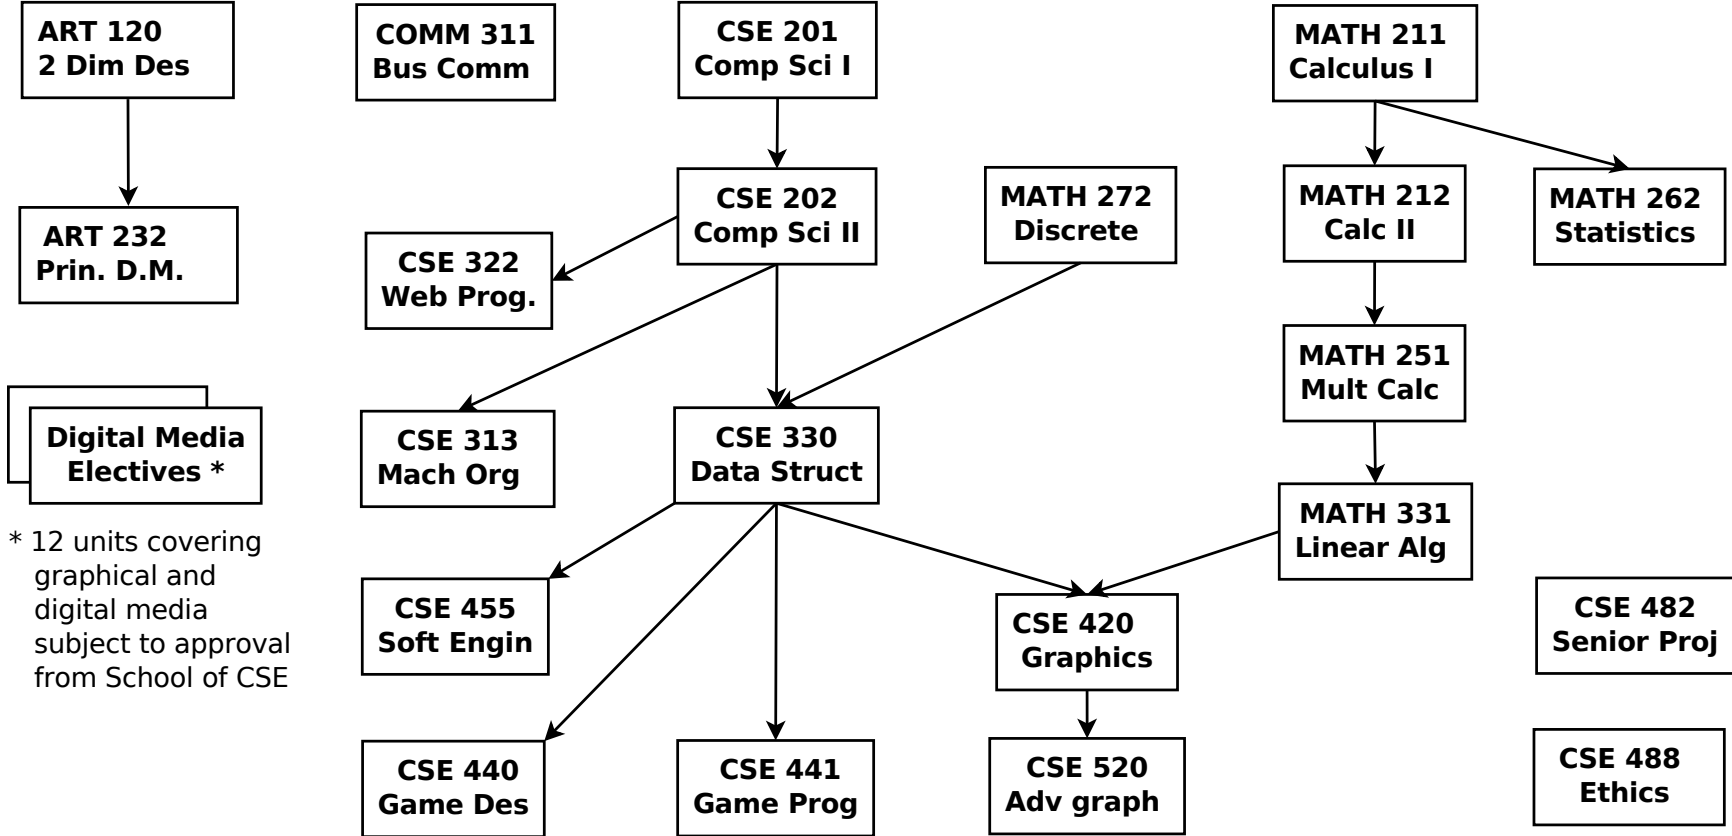 ART 120
2 Dim Des
COMM 311
Bus Comm
CSE 201
Comp Sci I
MATH 211
Calculus I
CSE 202
Comp Sci II
MATH 272
Discrete
MATH 212
Calc II
MATH 262
Statistics
ART 232
Prin. D.M.
CSE 322
Web Prog.
MATH 251
Mult Calc
Digital Media
Electives *
CSE 313
Mach Org
CSE 330
Data Struct
MATH 331
Linear Alg
* 12 units covering
graphical and
digital media
subject to approval
from School of CSE
CSE 455
Soft Engin
CSE 420
Graphics
CSE 482
Senior Proj
CSE 440
Game Des
CSE 441
Game Prog
CSE 520
Adv graph
CSE 488
Ethics